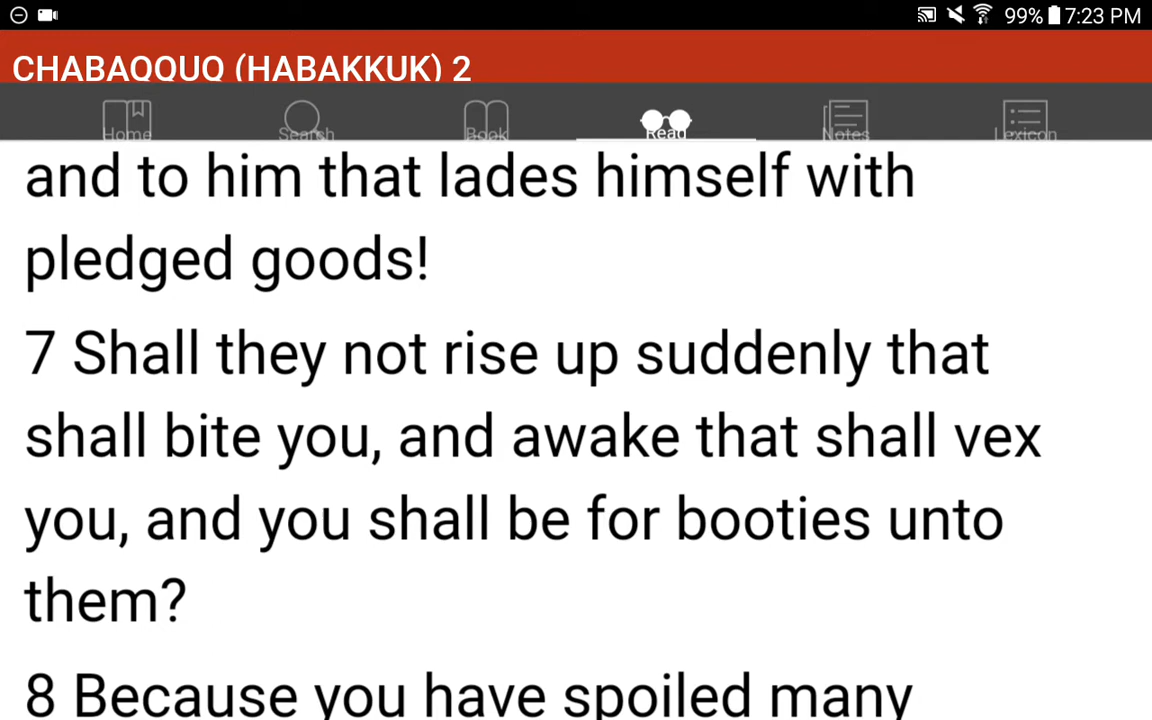 99% 7:23 PM
CHABAQQUQ (HABAKKUK) 2
Home Search Book Read Notes Lexicon
and to him that lades himself with
pledged goods!
7 Shall they not rise up suddenly that
shall bite you, and awake that shall vex
you, and you shall be for booties unto
them?
8 Because you have spoiled many